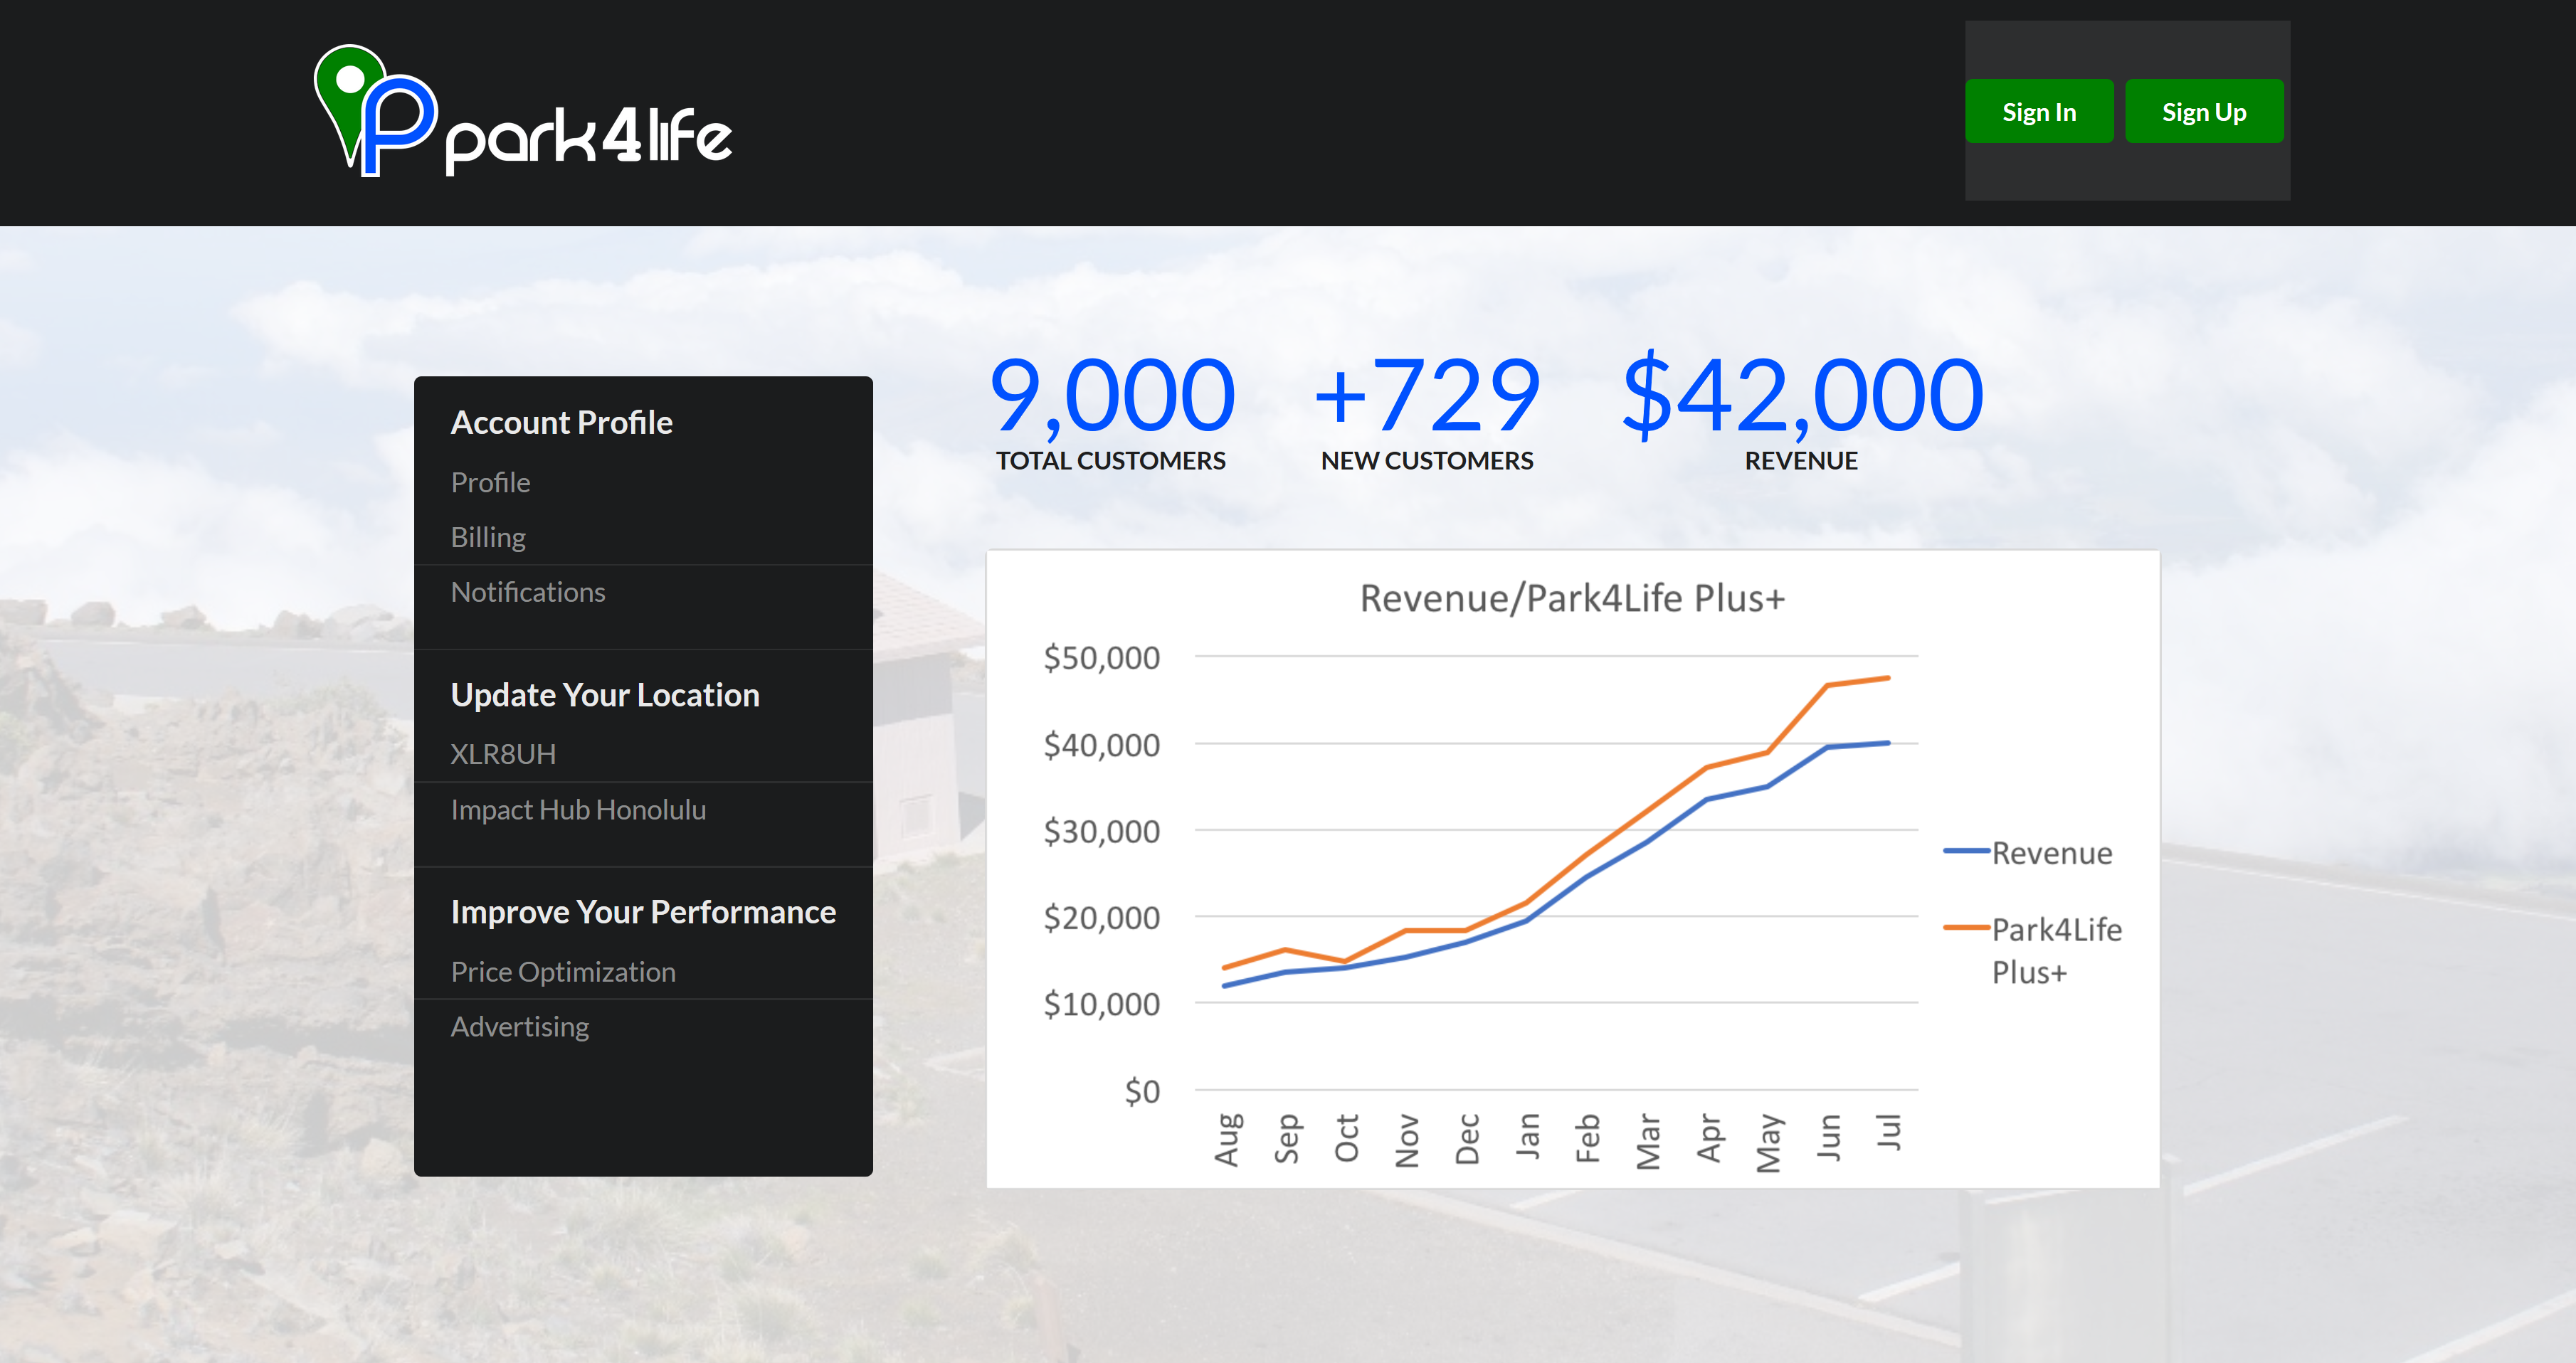 park4life
Sign In
Sign Up
Account Profile
Profile
Billing
Notifications
Update Your Location
XLR8UH
Impact Hub Honolulu
Improve Your Performance
Price Optimization
Advertising
9,000
TOTAL CUSTOMERS
+729
NEW CUSTOMERS
$42,000
REVENUE
Revenue/Park4Life Plus+
$50,000
$40,000
$30,000
$20,000
$10,000
$0
Aug
Sep
Oct
Nov
Dec
Jan
Feb
Mar
Apr
May
Jun
Jul
Revenue
Park4Life
Plus+